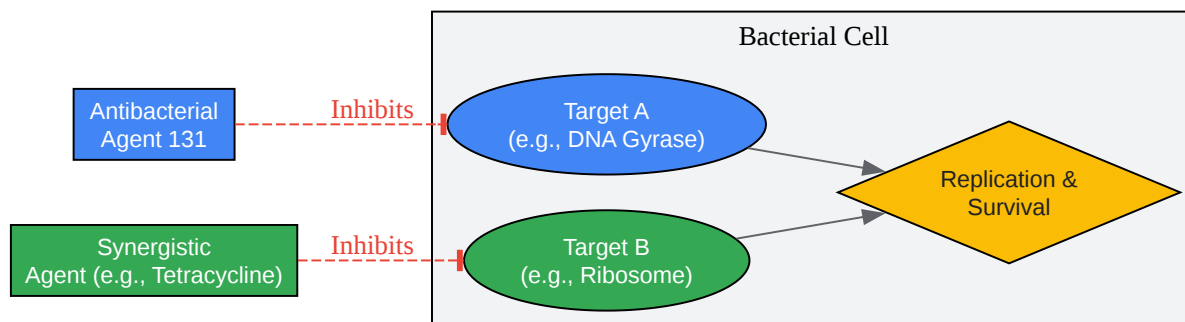 Bacterial Cell
Antibacterial
Agent 131
Inhibits
Target A
(e.g., DNA Gyrase)
Replication &
Survival
Synergistic
Agent (e.g., Tetracycline)
Inhibits
Target B
(e.g., Ribosome)